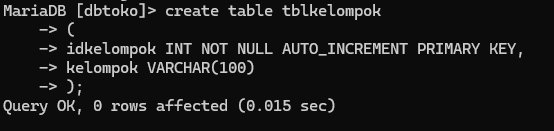 MariaDB [dbtoko]> create table tblkelompok
    -> (
    -> idkelompok INT NOT NULL AUTO_INCREMENT PRIMARY KEY,
    -> kelompok VARCHAR(100)
    -> );
Query OK, 0 rows affected (0.015 sec)